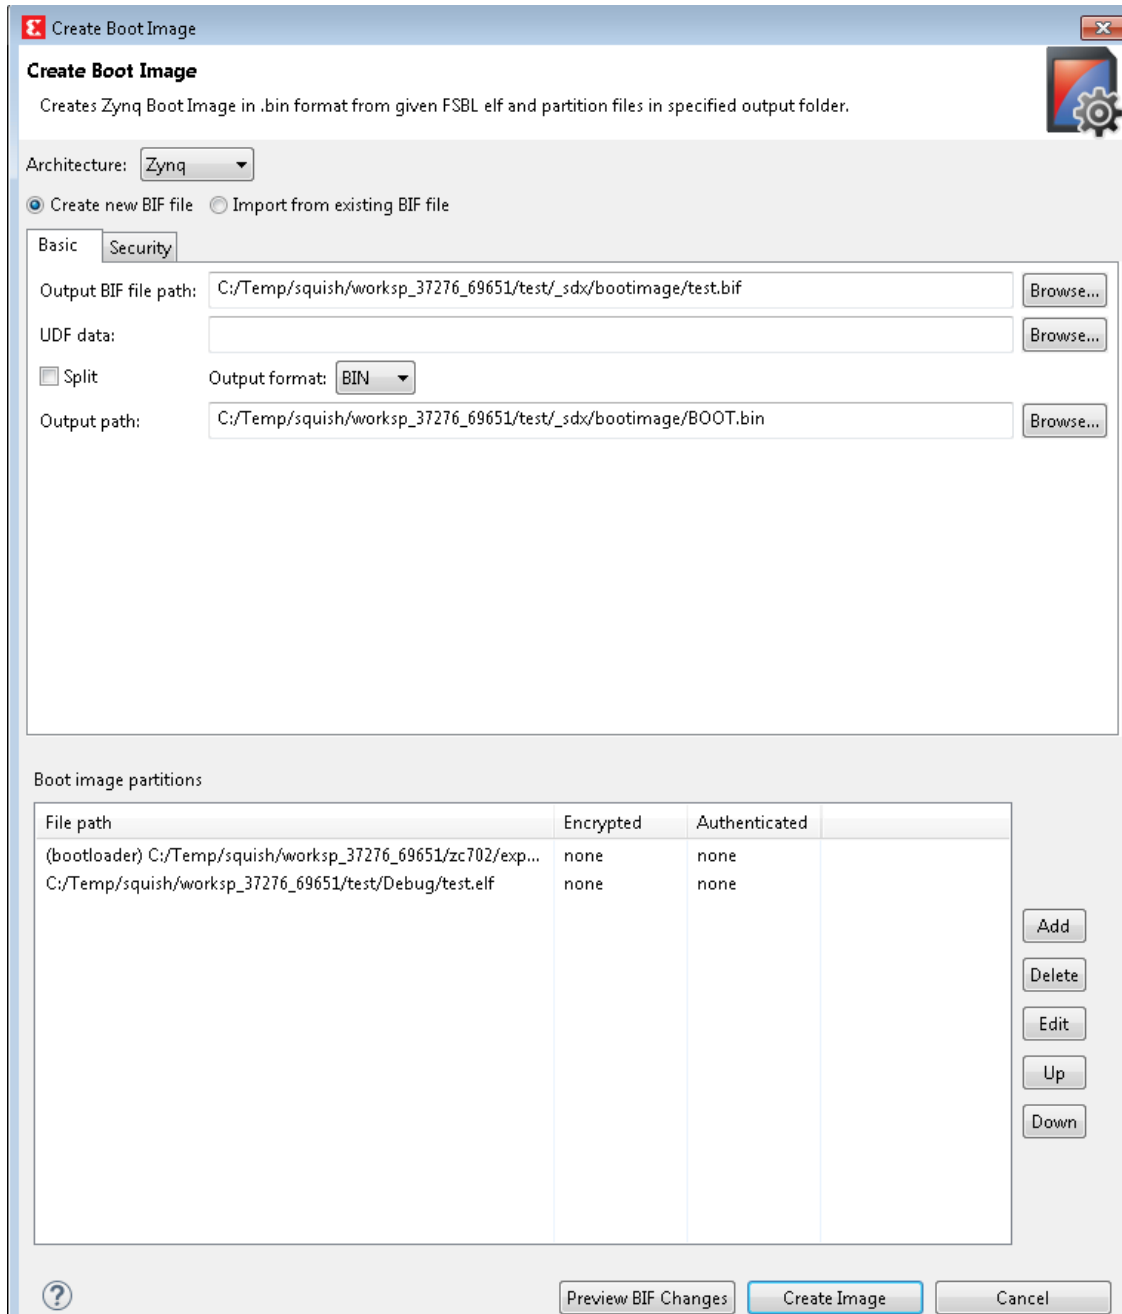 Create Boot Image
Create Boot Image
Creates Zynq Boot Image in .bin format from given FSBL elf and partition files in specified output folder.
Architecture: Zynq
Create new BIF file Import from existing BIF file
Basic Security
Output BIF file path: C:/Temp/squish/worksp_37276_69651/test/_sdx/bootimage/test.bif Browse...
UDF data: Browse...
Split Output format: BIN
Output path: C:/Temp/squish/worksp_37276_69651/test/_sdx/bootimage/BOOT.bin Browse...
Boot image partitions
File path Encrypted Authenticated
(bootloader) C:/Temp/squish/worksp_37276_69651/zc702/exp... none none
C:/Temp/squish/worksp_37276_69651/test/Debug/test.elf none none
Add
Delete
Edit
Up
Down
? Preview BIF Changes Create Image Cancel